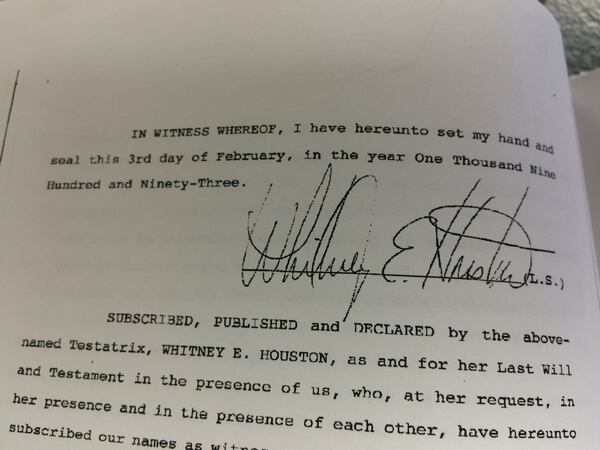 IN WITNESS WHEREOF, I have hereunto set my hand and
seal this 3rd day of February, in the year One Thousand Nine
Hundred and Ninety-Three.
Whitney E. Houston (L.S.)
SUBSCRIBED, PUBLISHED and DECLARED by the above-
named Testatrix, WHITNEY E. HOUSTON, as and for her Last Will
and Testament in the presence of us, who, at her request, in
her presence and in the presence of each other, have hereunto
subscribed our names as